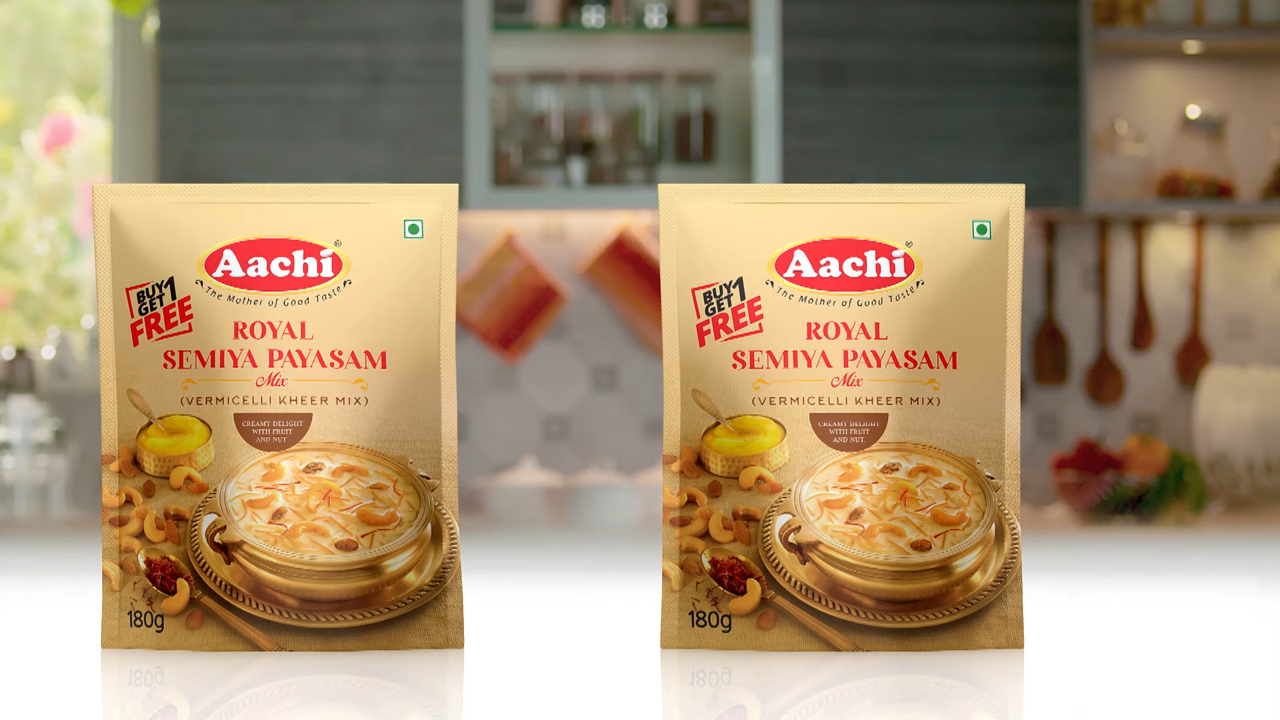 Aachi
®
The Mother of Good Taste
BUY 1
GET
FREE
ROYAL
SEMIYA PAYASAM
Mix
(VERMICELLI KHEER MIX)
CREAMY DELIGHT
WITH FRUIT
AND NUT
180g
Aachi
®
The Mother of Good Taste
BUY 1
GET
FREE
ROYAL
SEMIYA PAYASAM
Mix
(VERMICELLI KHEER MIX)
CREAMY DELIGHT
WITH FRUIT
AND NUT.
180g